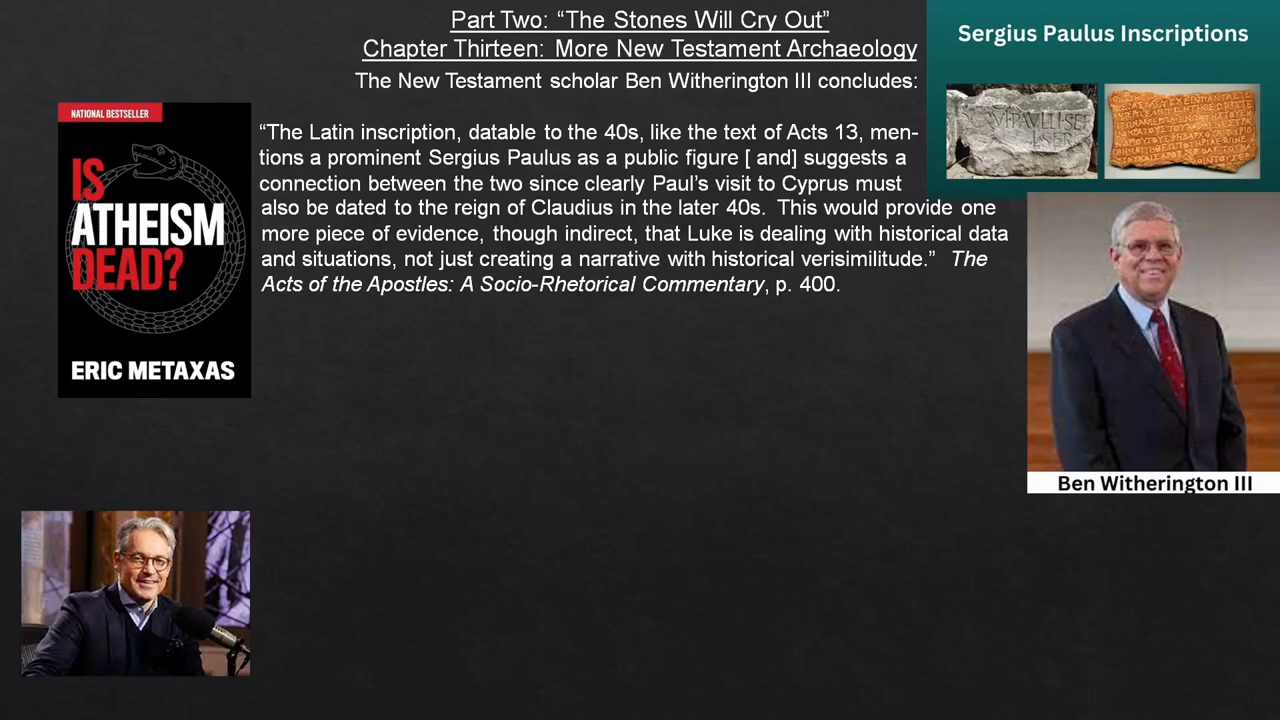 Part Two: “The Stones Will Cry Out”
Chapter Thirteen: More New Testament Archaeology
The New Testament scholar Ben Witherington III concludes:
Sergius Paulus Inscriptions
NATIONAL BESTSELLER
IS
ATHEISM
DEAD?
ERIC METAXAS
“The Latin inscription, datable to the 40s, like the text of Acts 13, men-
tions a prominent Sergius Paulus as a public figure [ and] suggests a
connection between the two since clearly Paul’s visit to Cyprus must
also be dated to the reign of Claudius in the later 40s.  This would provide one
more piece of evidence, though indirect, that Luke is dealing with historical data
and situations, not just creating a narrative with historical verisimilitude.”  The
Acts of the Apostles: A Socio-Rhetorical Commentary, p. 400.
Ben Witherington III